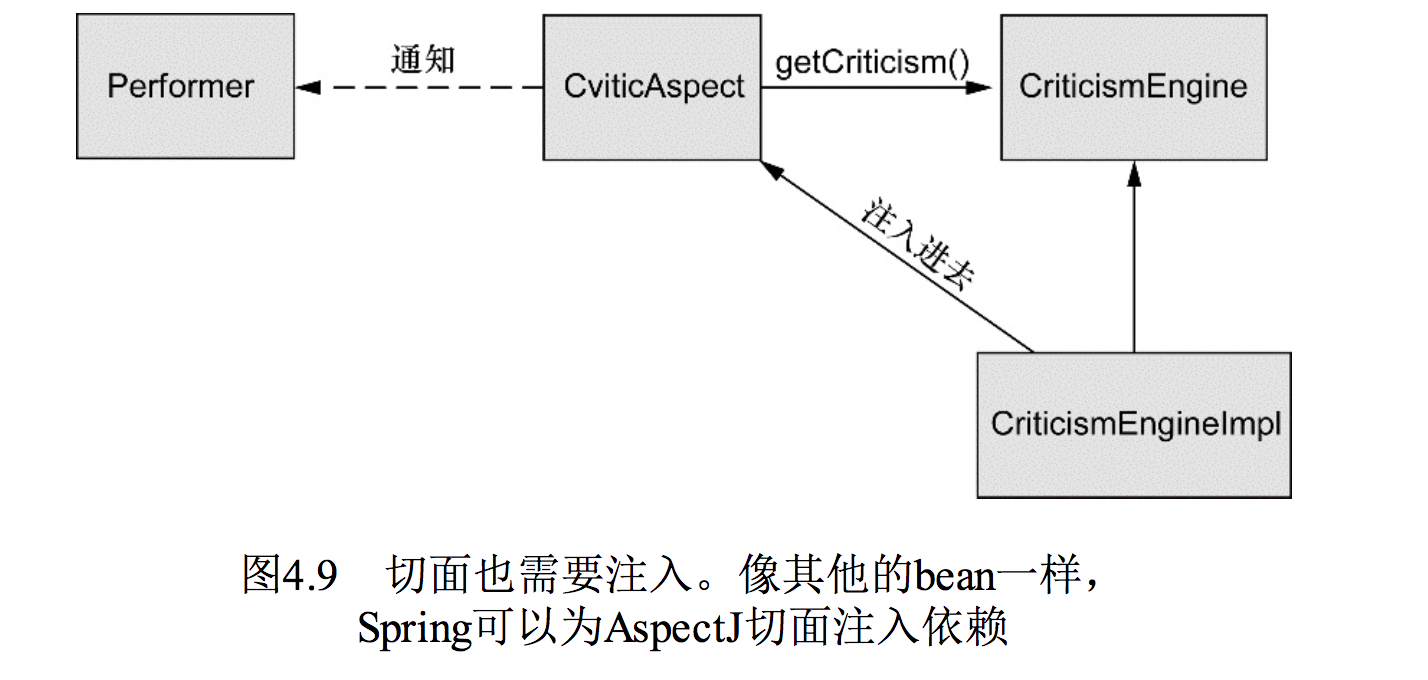 通知
getCriticism()
Performer
CviticAspect
CriticismEngine
注入进去
CriticismEngineImpl
图4.9 切面也需要注入。像其他的bean一样，
Spring可以为AspectJ切面注入依赖